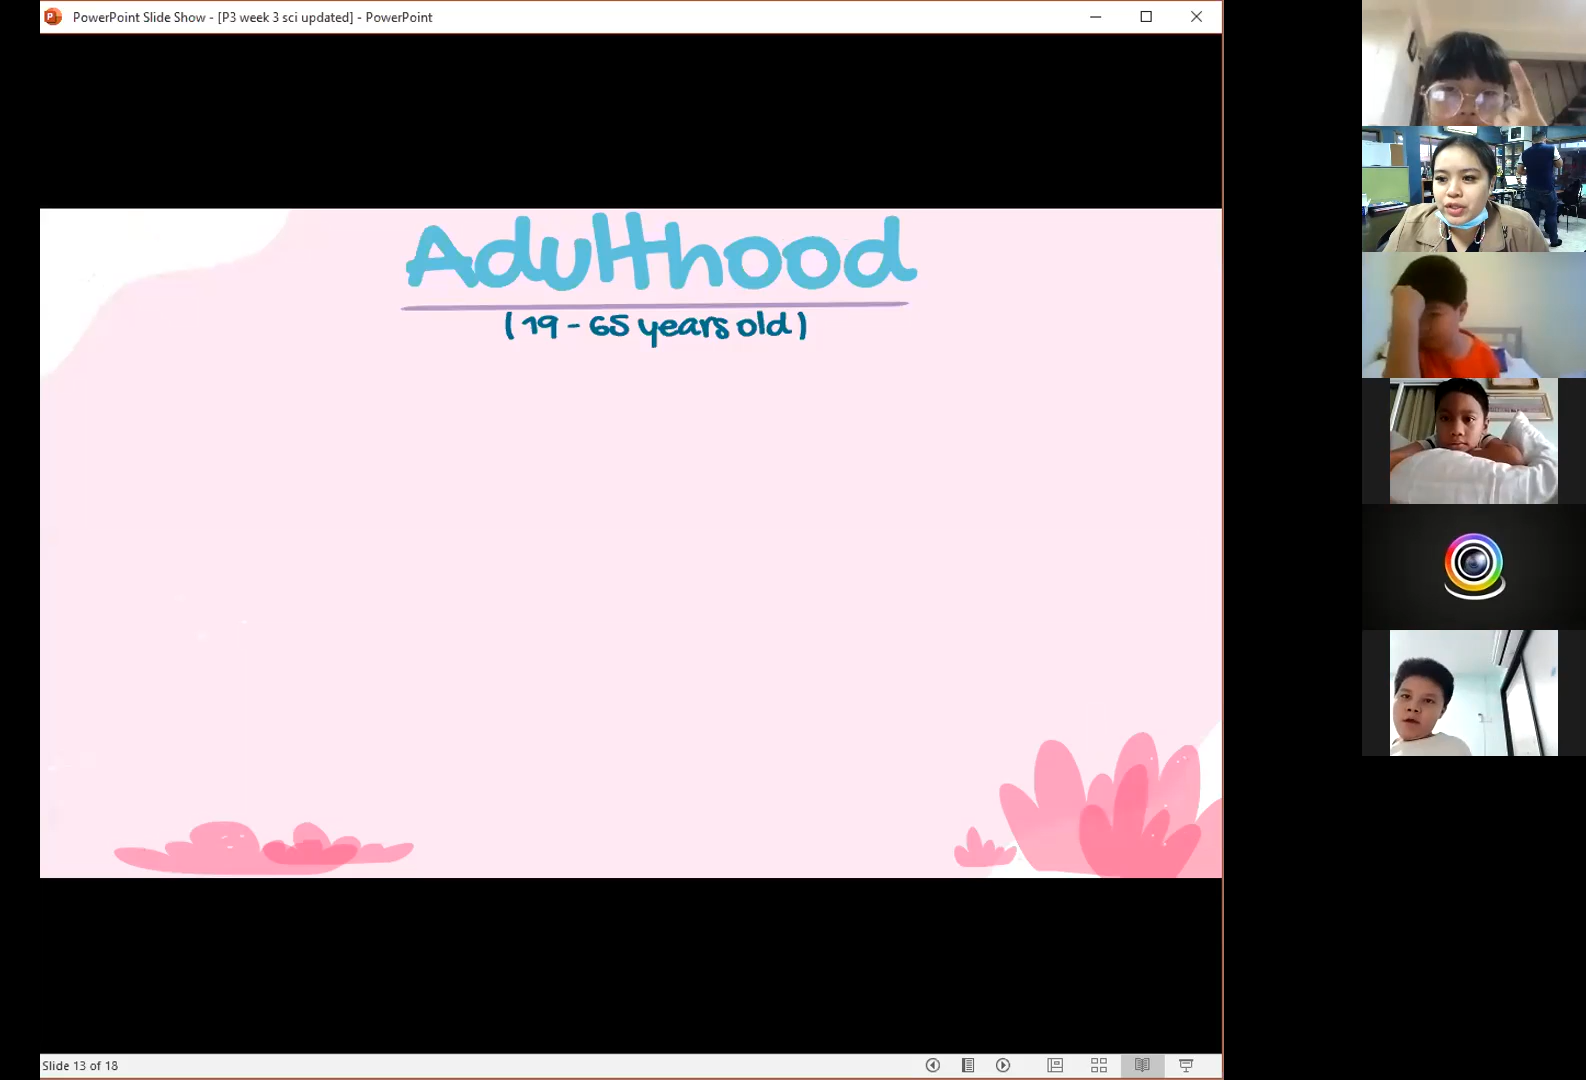 PowerPoint Slide Show - [P3 week 3 sci updated] - PowerPoint
Adulthood
(19 - 65 years old)
Slide 13 of 18